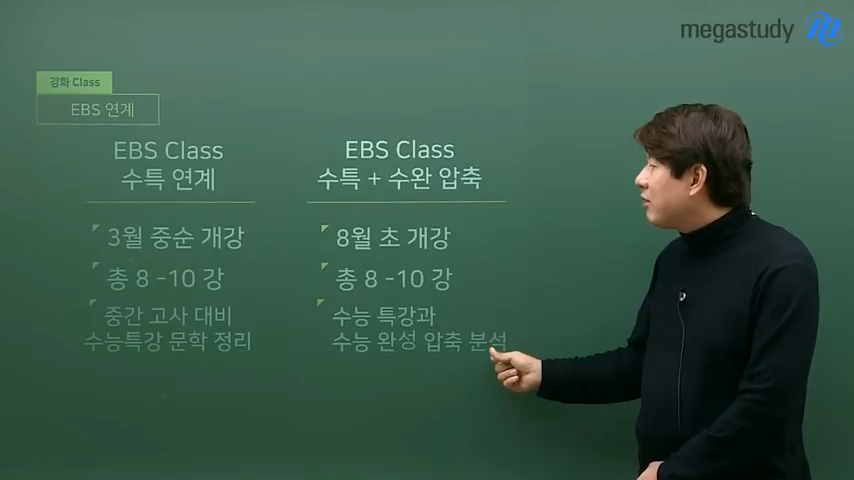 megastudy
강화 Class
EBS 연계
EBS Class
수특 연계
3월 중순 개강
총 8 -10 강
중간 고사 대비
수능특강 문학 정리
EBS Class
수특 + 수완 압축
8월 초 개강
총 8 -10 강
수능 특강과
수능 완성 압축 분석